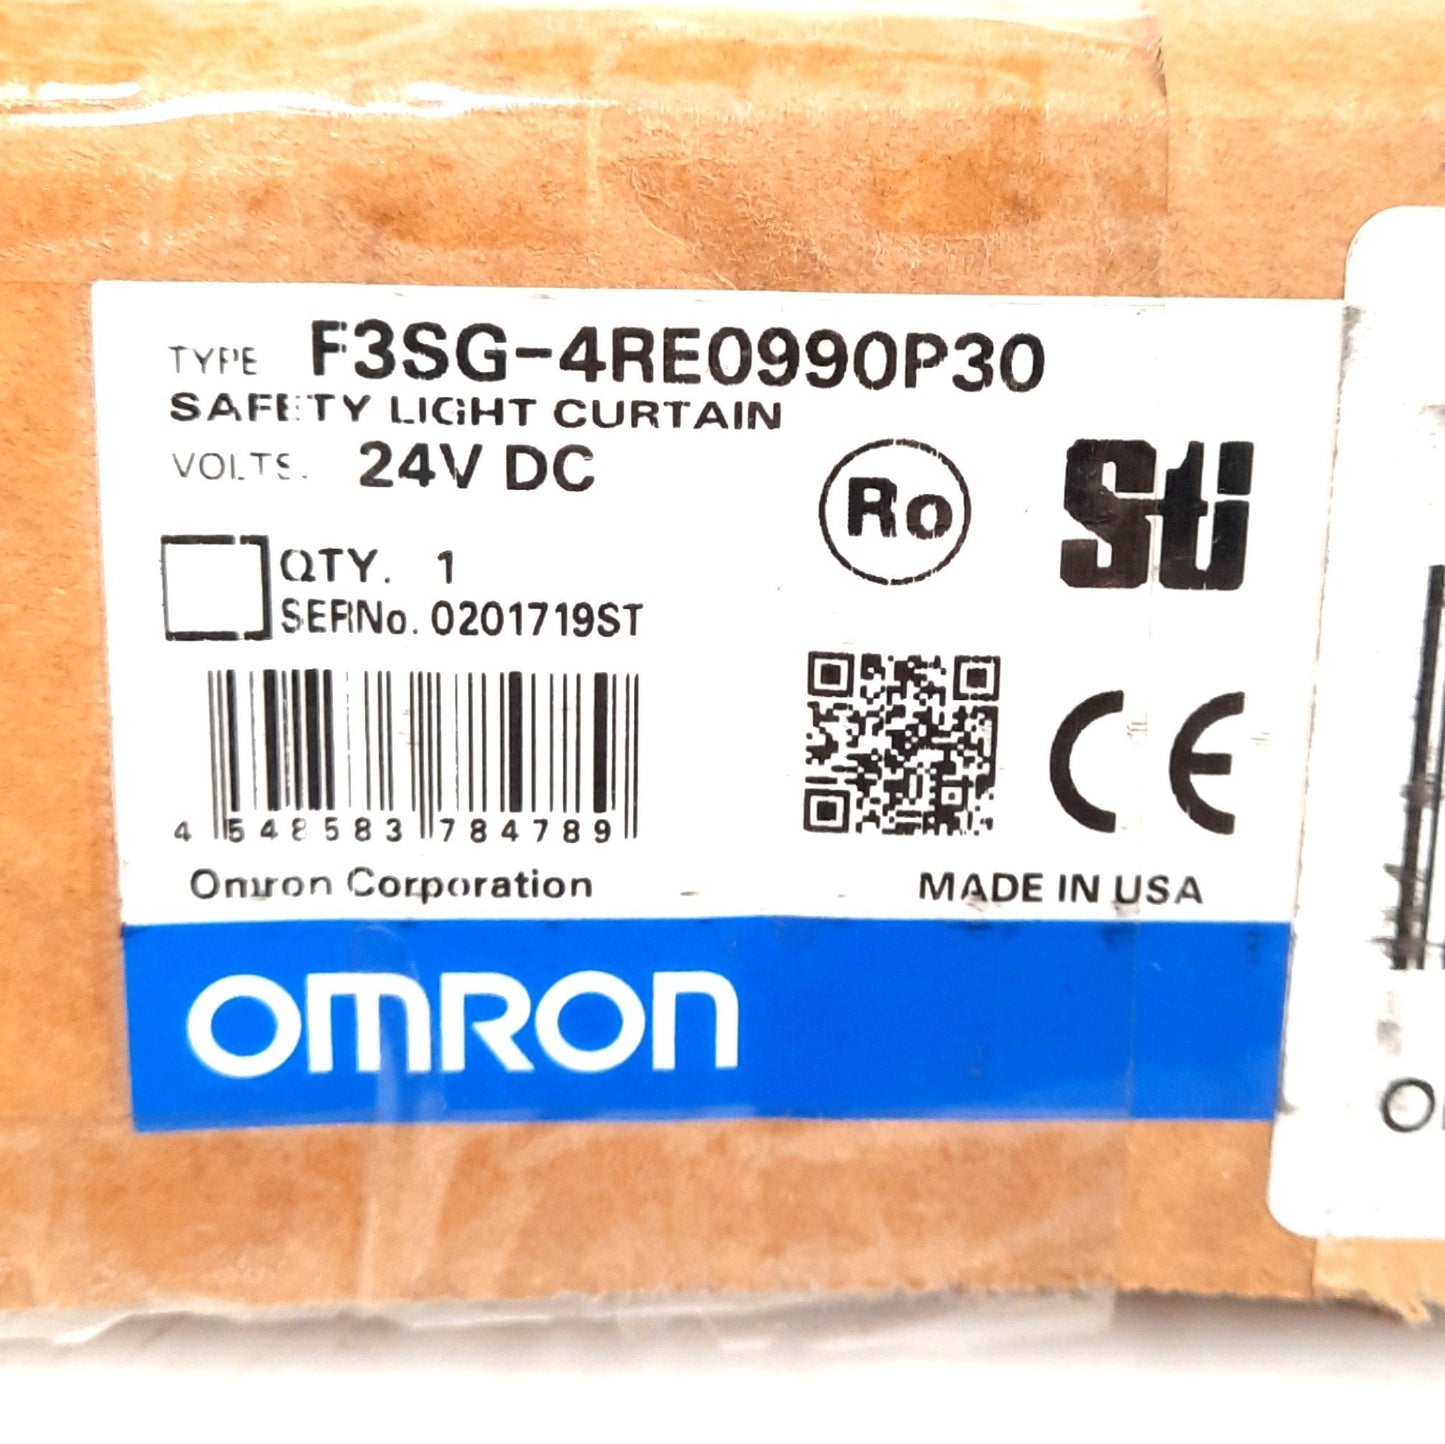 TYPE F3SG-4RE0990P30
SAFETY LIGHT CURTAIN
VOLTS. 24V DC
Ro
Sti
QTY. 1
SERNo. 0201719ST
4 548583 784789
CE
Omron Corporation
MADE IN USA
OMRON